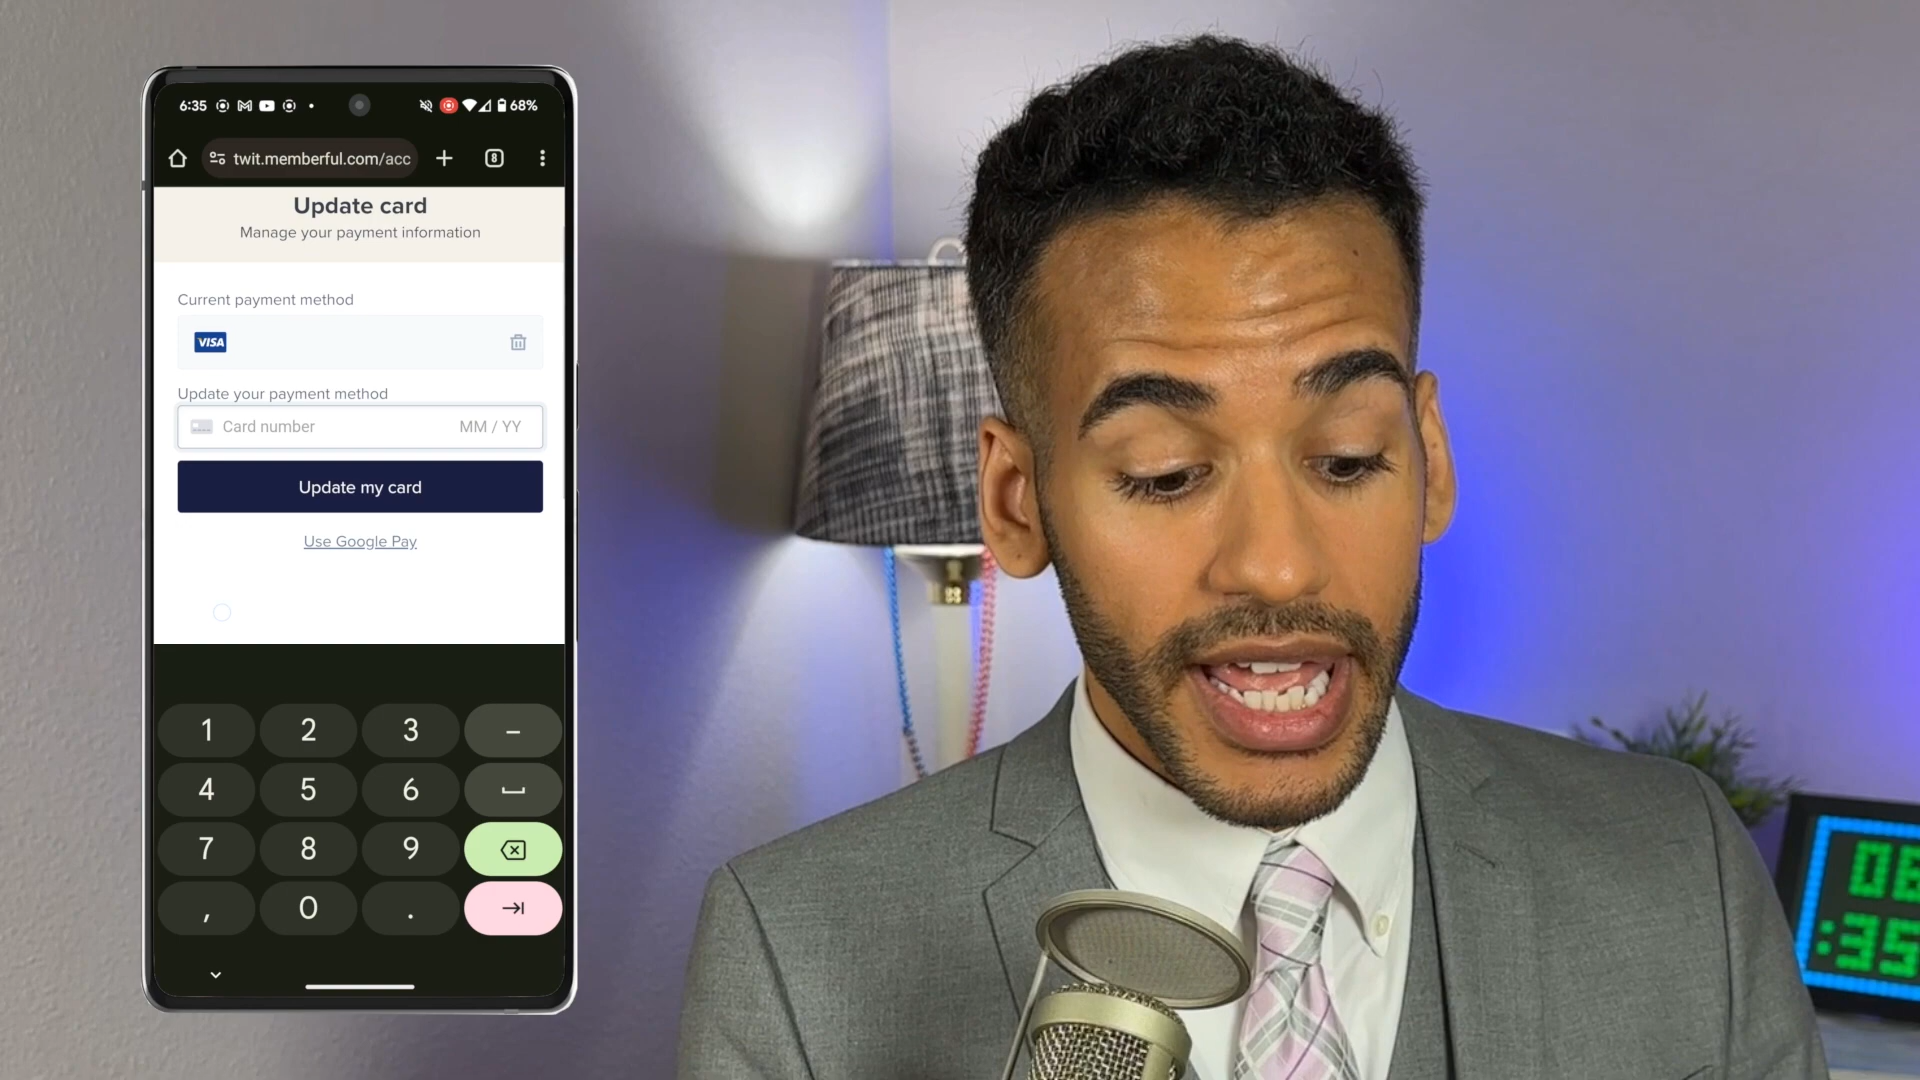 6:35 68%
twit.memberful.com/acc 8
Update card
Manage your payment information
Current payment method
VISA
Update your payment method
Card number MM / YY
Update my card
Use Google Pay
1 2 3 –
4 5 6
7 8 9
, 0 .
06
:35